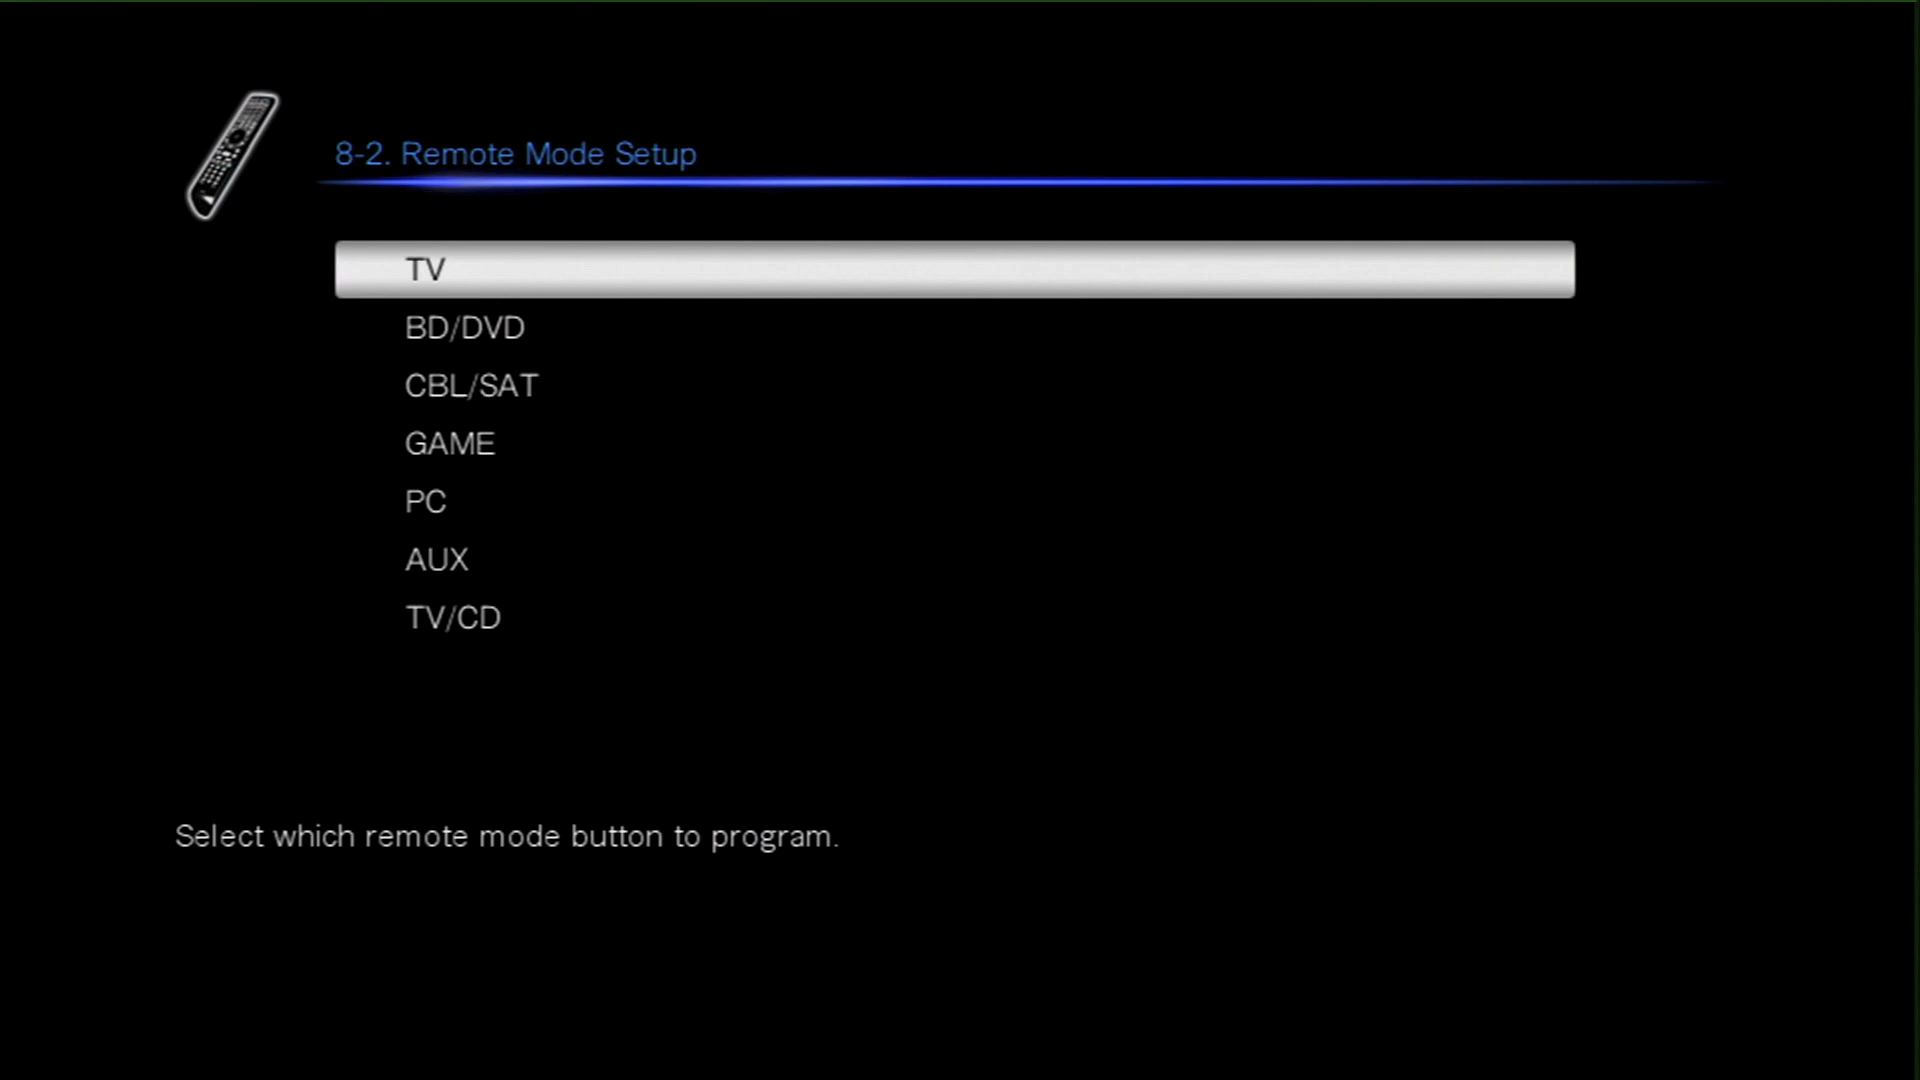 8-2. Remote Mode Setup
TV
BD/DVD
CBL/SAT
GAME
PC
AUX
TV/CD
Select which remote mode button to program.